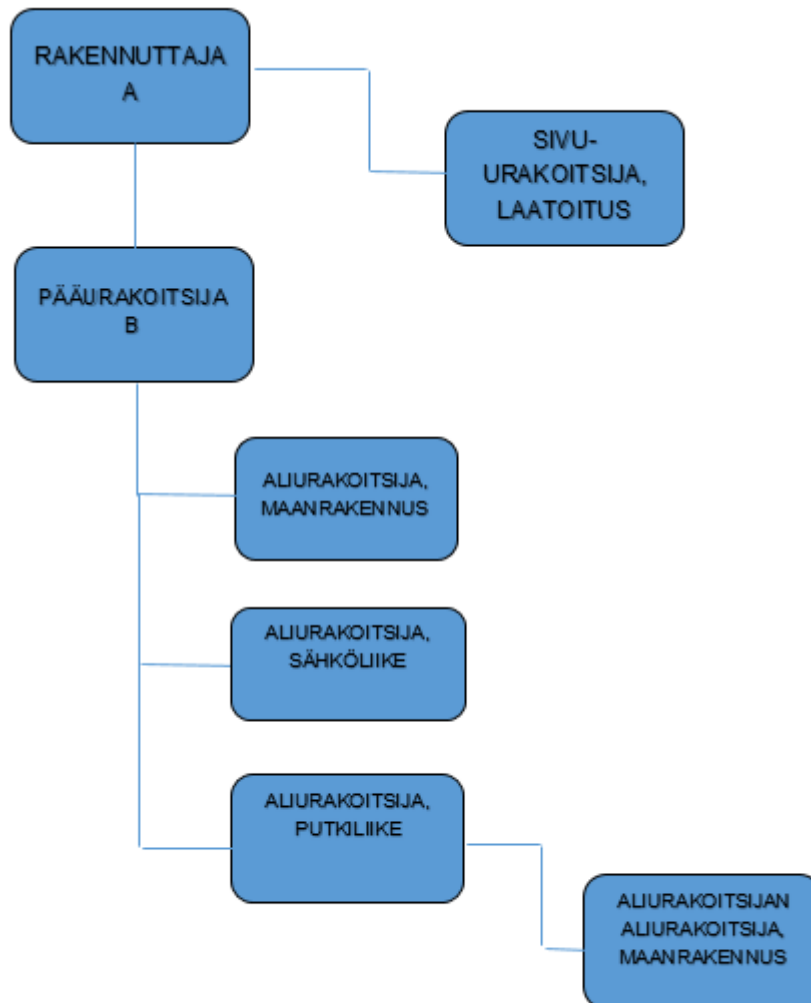 RAKENNUTTAJA
A
SIVU-
URAKOITSIJA,
LAATOITUS
PÄÄURAKOITSIJA
B
ALIURAKOITSIJA,
MAANRAKENNUS
ALIURAKOITSIJA,
SÄHKÖLIIKE
ALIURAKOITSIJA,
PUTKILIIKE
ALIURAKOITSIJAN
ALIURAKOITSIJA,
MAANRAKENNUS